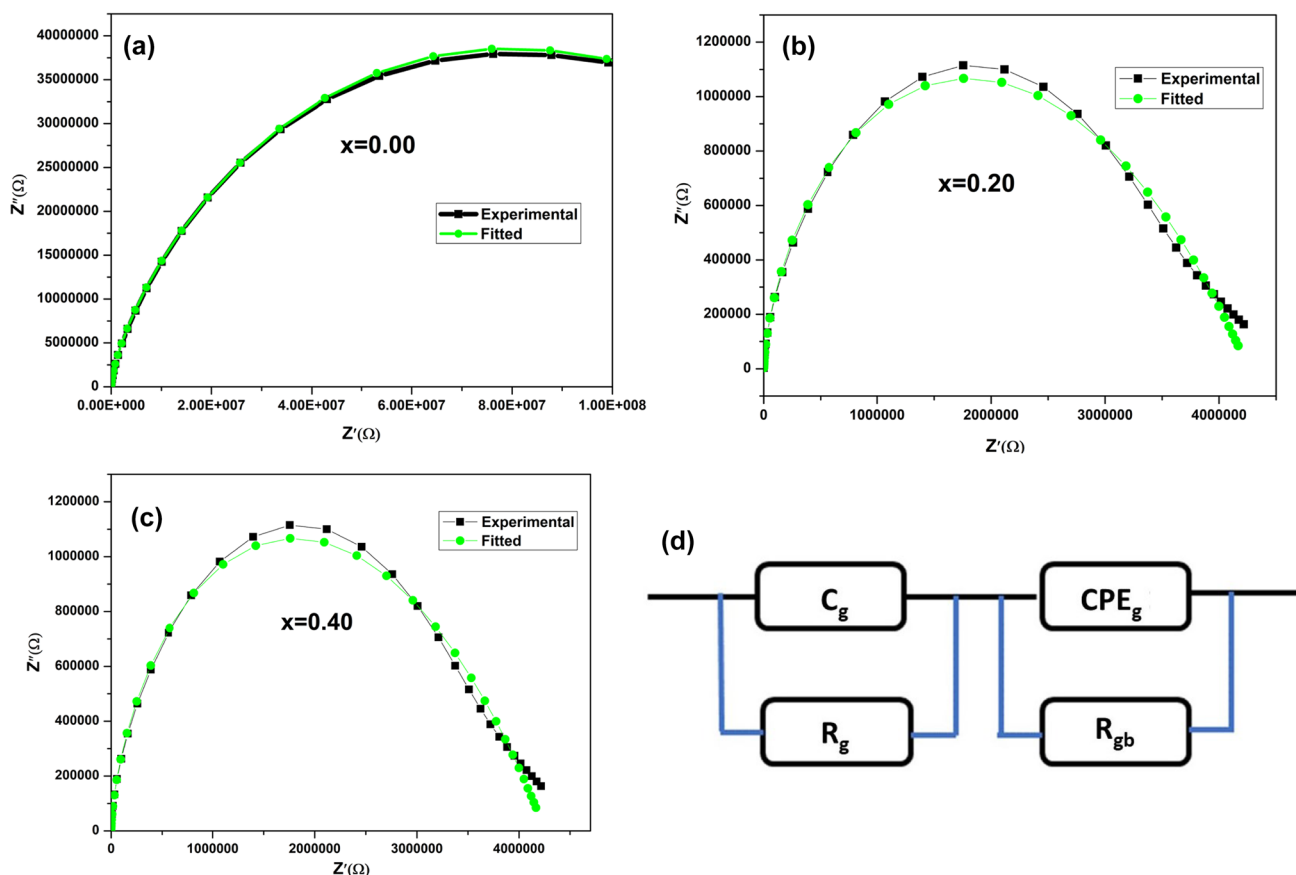 (a)
40000000
35000000
30000000
25000000
20000000
15000000
10000000
5000000
0
Z″(Ω)
x=0.00
Experimental
Fitted
0.00E+000 2.00E+007 4.00E+007 6.00E+007 8.00E+007 1.00E+008
Z′(Ω)
(b)
1200000
1000000
800000
600000
400000
200000
0
Z″(Ω)
Experimental
Fitted
x=0.20
0 1000000 2000000 3000000 4000000
Z′(Ω)
(c)
1200000
1000000
800000
600000
400000
200000
0
Z″(Ω)
Experimental
Fitted
x=0.40
0 1000000 2000000 3000000 4000000
Z′(Ω)
(d)
Cg
CPEg
Rg
Rgb